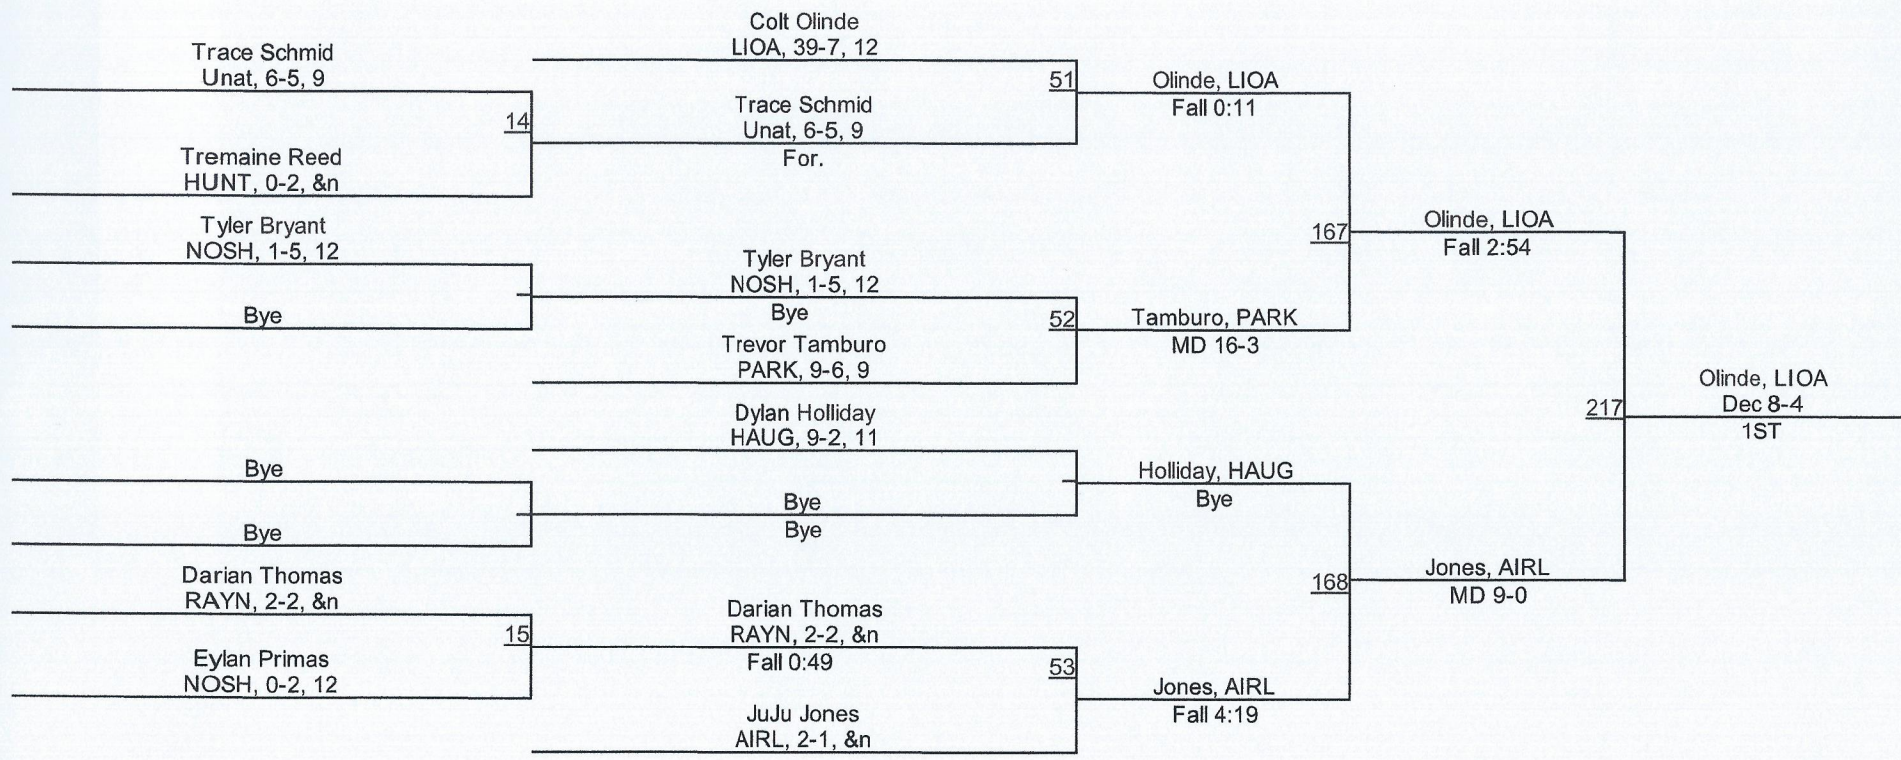 Trace Schmid
Unat, 6-5, 9
14
Tremaine Reed
HUNT, 0-2, &n
Tyler Bryant
NOSH, 1-5, 12
Bye
Bye
Bye
Darian Thomas
RAYN, 2-2, &n
15
Eylan Primas
NOSH, 0-2, 12
Colt Olinde
LIOA, 39-7, 12
51
Trace Schmid
Unat, 6-5, 9
For.
Tyler Bryant
NOSH, 1-5, 12
Bye
52
Trevor Tamburo
PARK, 9-6, 9
Dylan Holliday
HAUG, 9-2, 11
Bye
Bye
Darian Thomas
RAYN, 2-2, &n
Fall 0:49
53
JuJu Jones
AIRL, 2-1, &n
Olinde, LIOA
Fall 0:11
167
Tamburo, PARK
MD 16-3
Holliday, HAUG
Bye
168
Jones, AIRL
Fall 4:19
Olinde, LIOA
Fall 2:54
217
Jones, AIRL
MD 9-0
Olinde, LIOA
Dec 8-4
1ST